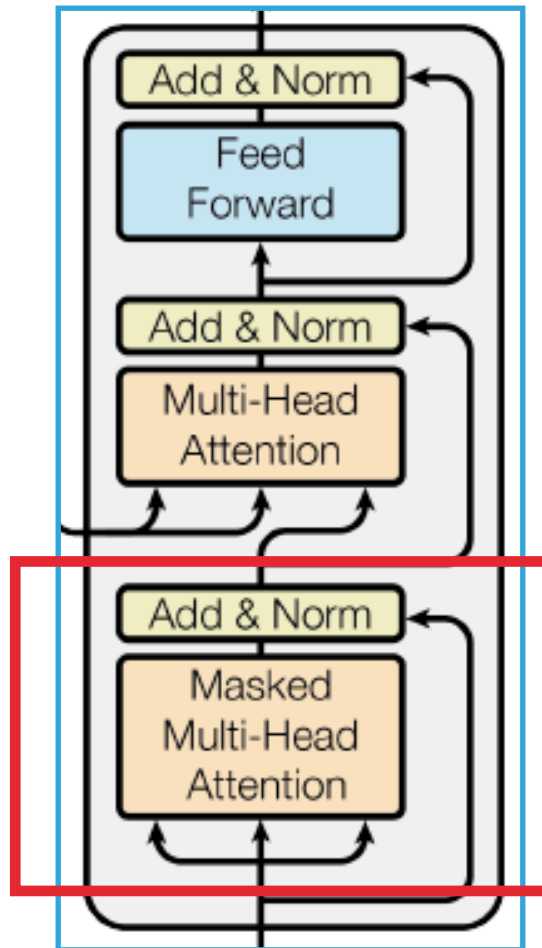 Add & Norm
Feed
Forward
Add & Norm
Multi-Head
Attention
Add & Norm
Masked
Multi-Head
Attention